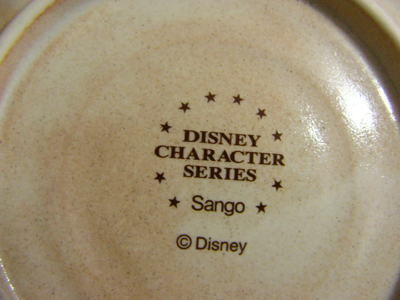 DISNEY
CHARACTER
SERIES
Sango
© Disney